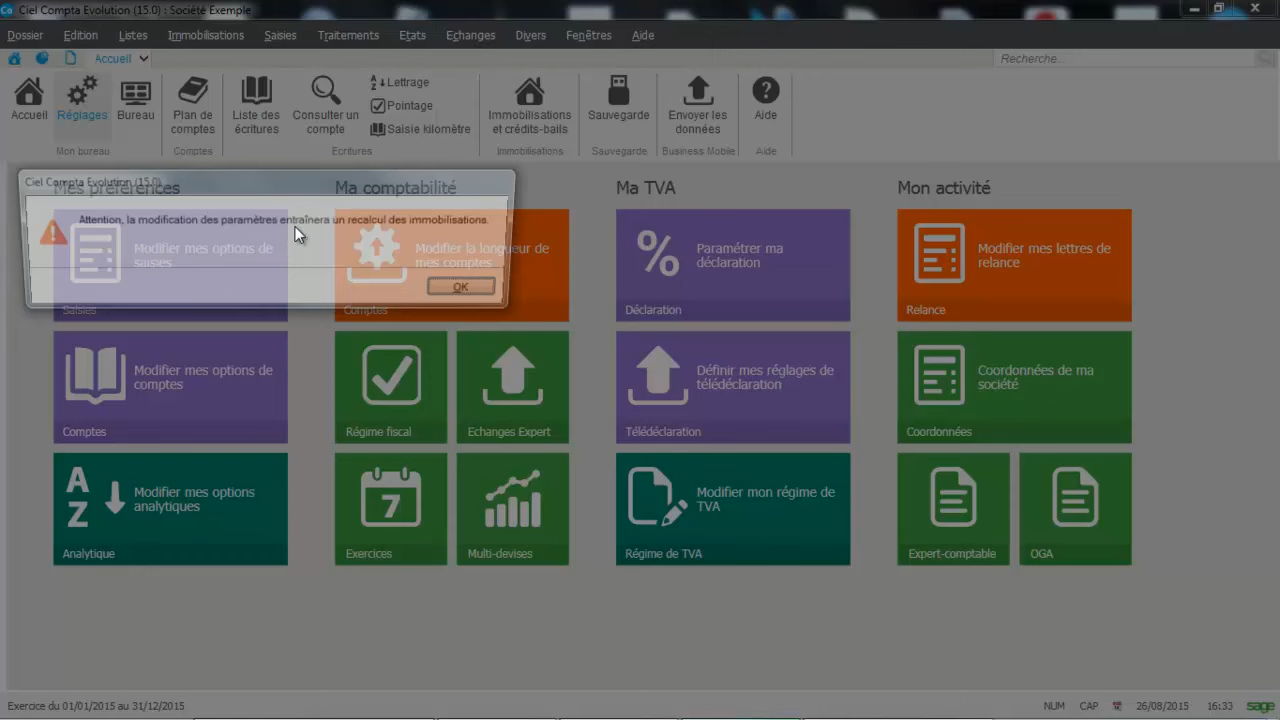 Ciel Compta Evolution (15.0) : Société Exemple
Dossier Edition Listes Immobilisations Saisies Traitements Etats Echanges Divers Fenêtres Aide
Accueil
Recherche...
Accueil
Réglages
Bureau
Mon bureau
Plan de
comptes
Comptes
Liste des
écritures
Consulter un
compte
Lettrage
Pointage
Saisie kilomètre
Ecritures
Immobilisations
et crédits-bails
Immobilisations
Sauvegarde
Sauvegarde
Envoyer les
données
Business Mobile
Aide
Aide
Ciel Compta Evolution (15.0)
Attention, la modification des paramètres entraînera un recalcul des immobilisations.
OK
Mes préférences
Modifier mes options de
saisies
Saisies
Modifier mes options de
comptes
Comptes
Modifier mes options
analytiques
Analytique
Ma comptabilité
Modifier la longueur de
mes comptes
Comptes
Régime fiscal
Echanges Expert
Exercices
Multi-devises
Ma TVA
Paramétrer ma
déclaration
Déclaration
Définir mes réglages de
télédéclaration
Télédéclaration
Modifier mon régime de
TVA
Régime de TVA
Mon activité
Modifier mes lettres de
relance
Relance
Coordonnées de ma
société
Coordonnées
Expert-comptable
OGA
Exercice du 01/01/2015 au 31/12/2015
NUM CAP 26/08/2015 16:33 sage